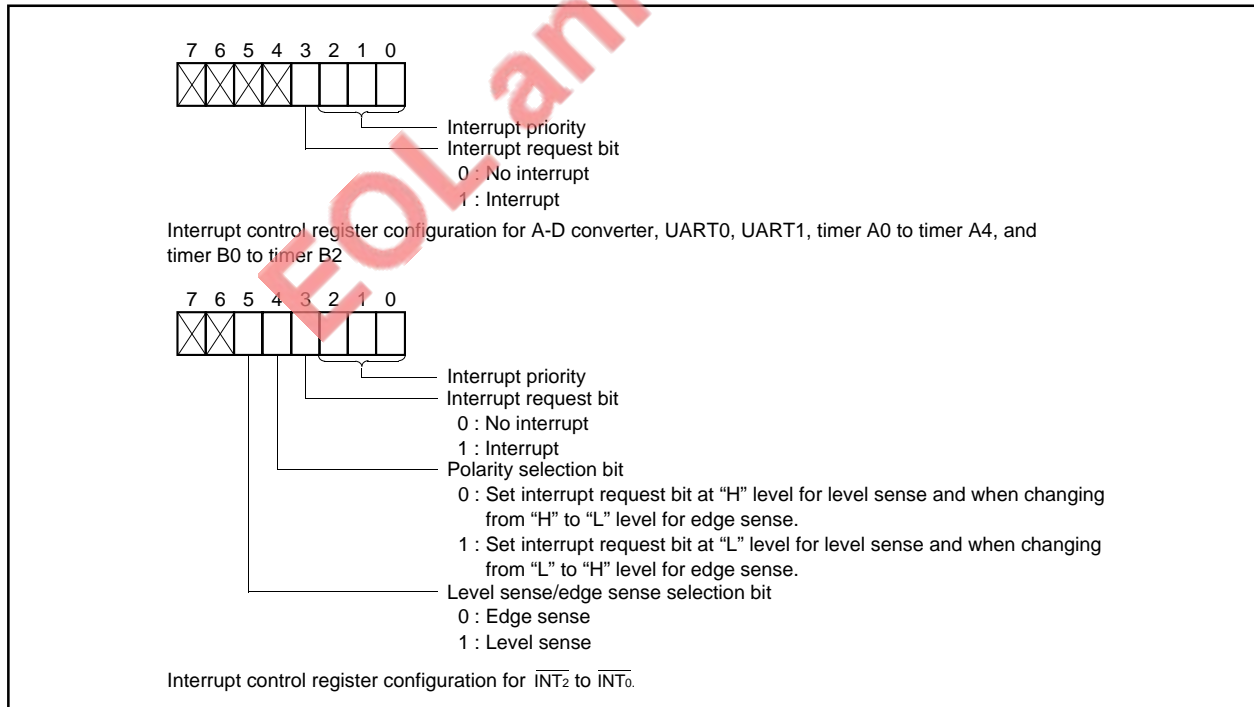 7 6 5 4 3 2 1 0
Interrupt priority
Interrupt request bit
0 : No interrupt
1 : Interrupt
Interrupt control register configuration for A-D converter, UART0, UART1, timer A0 to timer A4, and
timer B0 to timer B2
7 6 5 4 3 2 1 0
Interrupt priority
Interrupt request bit
0 : No interrupt
1 : Interrupt
Polarity selection bit
0 : Set interrupt request bit at “H” level for level sense and when changing
from “H” to “L” level for edge sense.
1 : Set interrupt request bit at “L” level for level sense and when changing
from “L” to “H” level for edge sense.
Level sense/edge sense selection bit
0 : Edge sense
1 : Level sense
Interrupt control register configuration for INT2 to INT0.
EOL